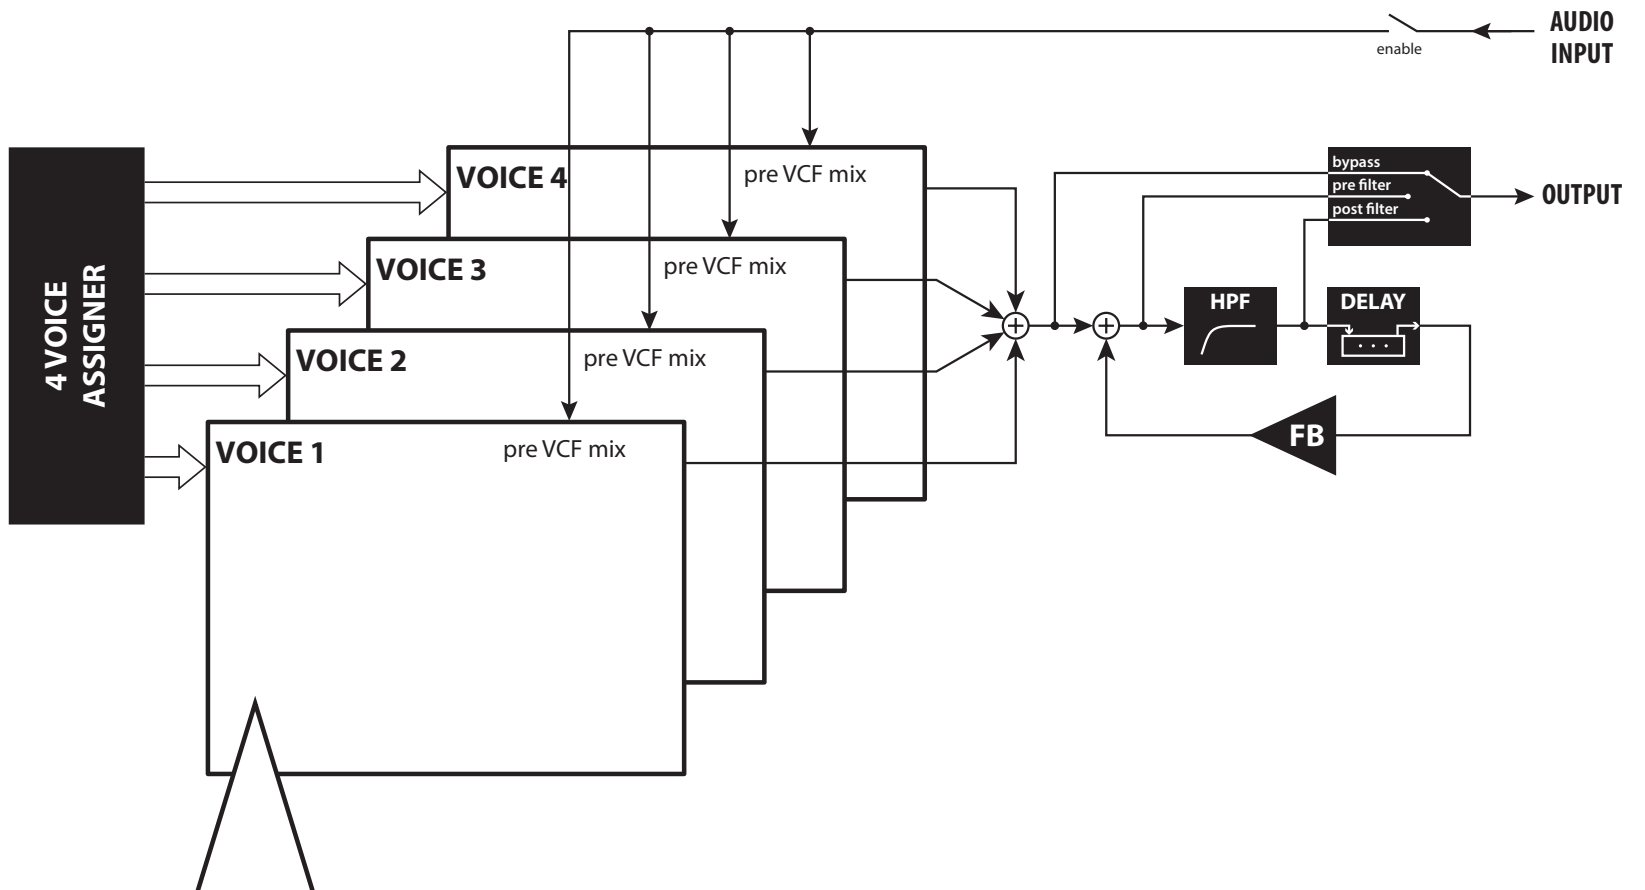 AUDIO
INPUT
enable
4 VOICE
ASSIGNER
VOICE 4
pre VCF mix
VOICE 3
pre VCF mix
VOICE 2
pre VCF mix
VOICE 1
pre VCF mix
bypass
pre filter
post filter
OUTPUT
HPF
DELAY
FB